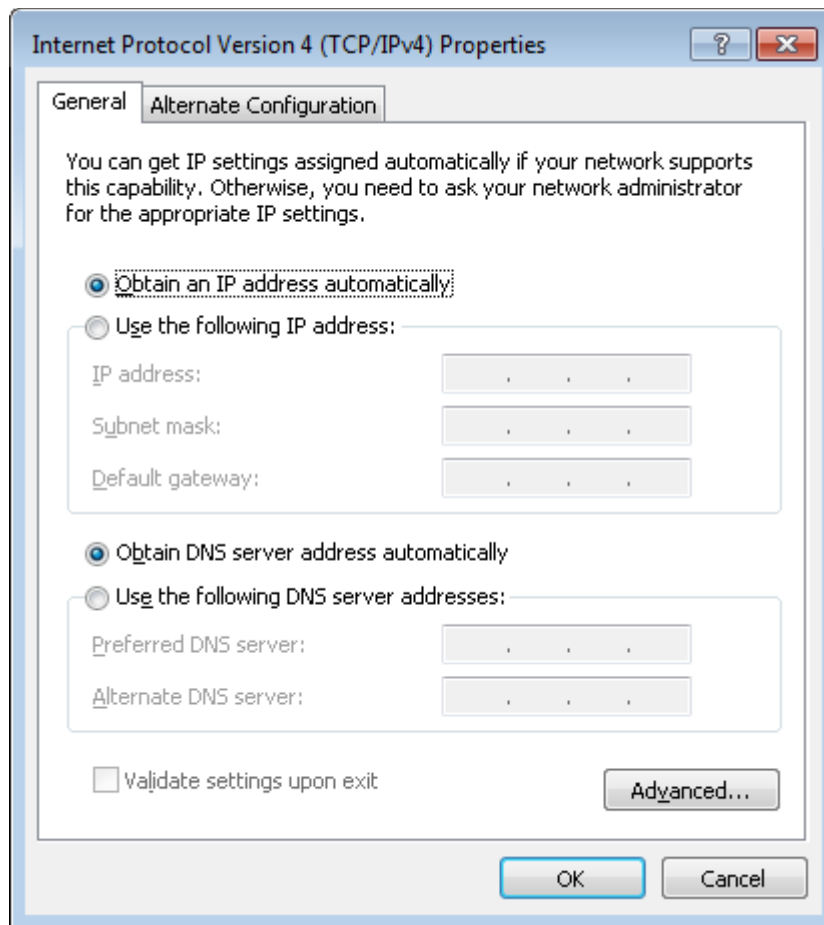 Internet Protocol Version 4 (TCP/IPv4) Properties
?
General
Alternate Configuration
You can get IP settings assigned automatically if your network supports
this capability. Otherwise, you need to ask your network administrator
for the appropriate IP settings.
Obtain an IP address automatically
Use the following IP address:
IP address: . . .
Subnet mask: . . .
Default gateway: . . .
Obtain DNS server address automatically
Use the following DNS server addresses:
Preferred DNS server: . . .
Alternate DNS server: . . .
Validate settings upon exit
Advanced...
OK
Cancel